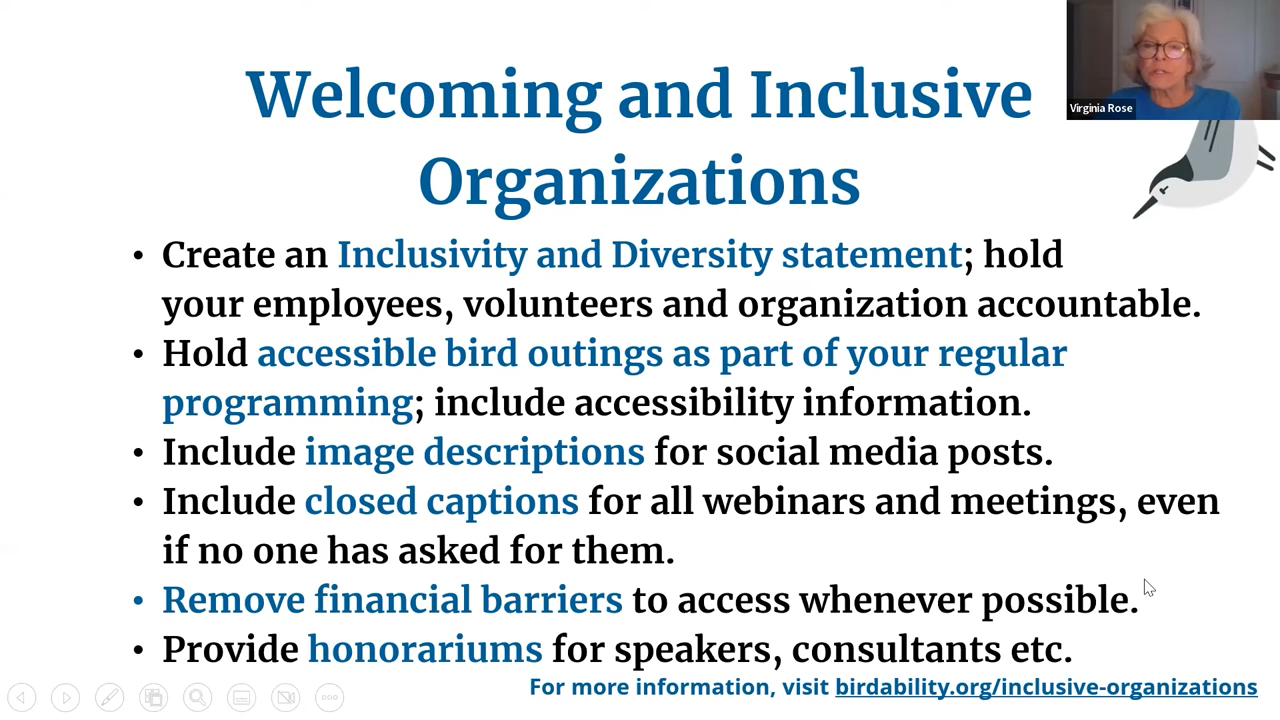 Welcoming and Inclusive
Organizations
Virginia Rose
• Create an Inclusivity and Diversity statement; hold
your employees, volunteers and organization accountable.
• Hold accessible bird outings as part of your regular
programming; include accessibility information.
• Include image descriptions for social media posts.
• Include closed captions for all webinars and meetings, even
if no one has asked for them.
• Remove financial barriers to access whenever possible.
• Provide honorariums for speakers, consultants etc.
For more information, visit birdability.org/inclusive-organizations